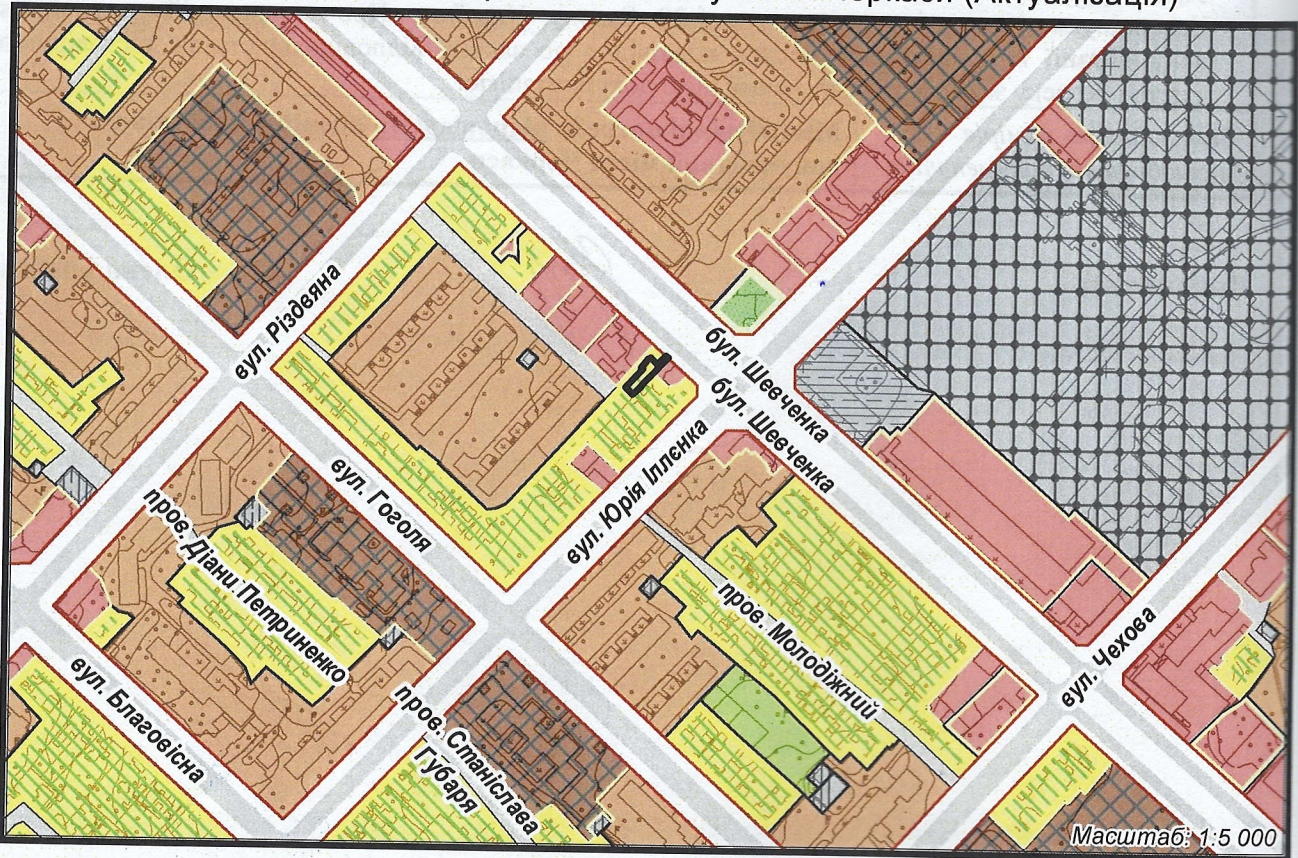 (Актуалізація)
вул. Різдвяна
бул. Шевченка
бул. Шевченка
вул. Гоголя
вул. Юрія Іллєнка
пров. Діани Петриненко
пров. Молодіжний
вул. Чехова
вул. Благовісна
пров. Станіслава
Губаря
Масштаб: 1:5 000